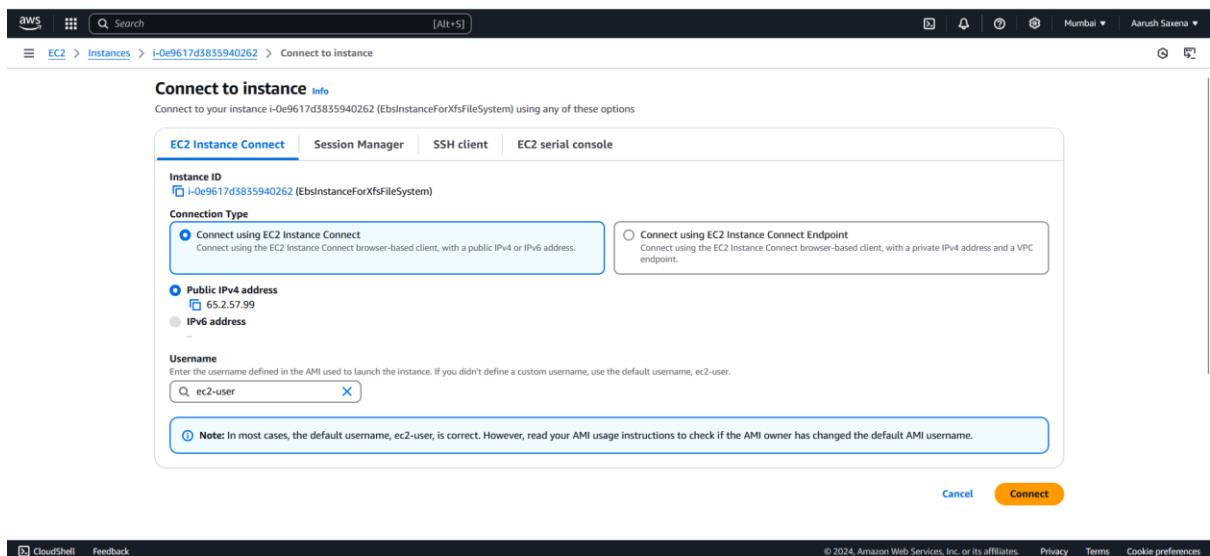 aws Search [Alt+S] Mumbai Aarush Saxena
EC2 > Instances > i-0e9617d3835940262 > Connect to instance
Connect to instance Info
Connect to your instance i-0e9617d3835940262 (EbsInstanceForXfsFileSystem) using any of these options
EC2 Instance Connect Session Manager SSH client EC2 serial console
Instance ID
i-0e9617d3835940262 (EbsInstanceForXfsFileSystem)
Connection Type
Connect using EC2 Instance Connect
Connect using the EC2 Instance Connect browser-based client, with a public IPv4 or IPv6 address.
Connect using EC2 Instance Connect Endpoint
Connect using the EC2 Instance Connect browser-based client, with a private IPv4 address and a VPC
endpoint.
Public IPv4 address
65.2.57.99
IPv6 address
–
Username
Enter the username defined in the AMI used to launch the instance. If you didn't define a custom username, use the default username, ec2-user.
ec2-user
Note: In most cases, the default username, ec2-user, is correct. However, read your AMI usage instructions to check if the AMI owner has changed the default AMI username.
Cancel Connect
CloudShell Feedback © 2024, Amazon Web Services, Inc. or its affiliates. Privacy Terms Cookie preferences